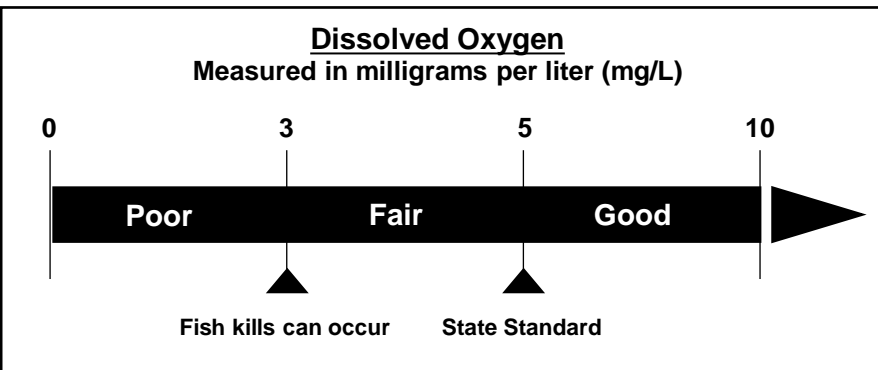 Dissolved Oxygen
Measured in milligrams per liter (mg/L)
0 3 5 10
Poor Fair Good
Fish kills can occur State Standard